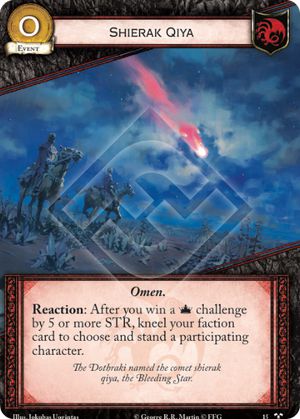 0
Shierak Qiya
Event
Omen.
Reaction: After you win a challenge
by 5 or more STR, kneel your faction
card to choose and stand a participating
character.
The Dothraki named the comet shierak
qiya, the Bleeding Star.
Illus. Jokubas Uogintas
© George R.R. Martin © FFG
15